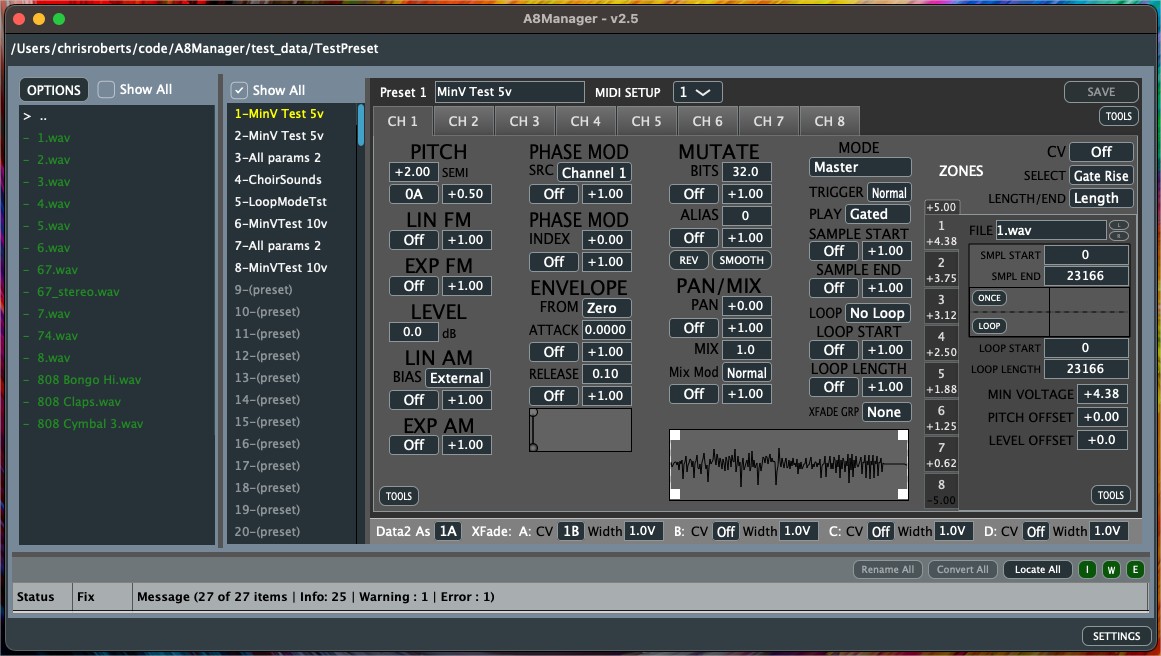 A8Manager - v2.5
/Users/chrisroberts/code/A8Manager/test_data/TestPreset
OPTIONS Show All
> ..
– 1.wav
– 2.wav
– 3.wav
– 4.wav
– 5.wav
– 6.wav
– 67.wav
– 67_stereo.wav
– 7.wav
– 74.wav
– 8.wav
– 808 Bongo Hi.wav
– 808 Claps.wav
– 808 Cymbal 3.wav
Show All
1-MinV Test 5v
2-MinV Test 5v
3-All params 2
4-ChoirSounds
5-LoopModeTst
6-MinVTest 10v
7-All params 2
8-MinVTest 10v
9-(preset)
10-(preset)
11-(preset)
12-(preset)
13-(preset)
14-(preset)
15-(preset)
16-(preset)
17-(preset)
18-(preset)
19-(preset)
20-(preset)
Preset 1 MinV Test 5v MIDI SETUP 1 SAVE
CH 1 CH 2 CH 3 CH 4 CH 5 CH 6 CH 7 CH 8 TOOLS
PITCH
+2.00 SEMI
0A +0.50
LIN FM
Off +1.00
EXP FM
Off +1.00
LEVEL
0.0 dB
LIN AM
BIAS External
Off +1.00
EXP AM
Off +1.00
TOOLS
PHASE MOD
SRC Channel 1
Off +1.00
PHASE MOD
INDEX +0.00
Off +1.00
ENVELOPE
FROM Zero
ATTACK 0.0000
Off +1.00
RELEASE 0.10
Off +1.00
MUTATE
BITS 32.0
Off +1.00
ALIAS 0
Off +1.00
REV SMOOTH
PAN/MIX
PAN +0.00
Off +1.00
MIX 1.0
Mix Mod Normal
Off +1.00
MODE
Master
TRIGGER Normal
PLAY Gated
SAMPLE START
Off +1.00
SAMPLE END
Off +1.00
LOOP No Loop
LOOP START
Off +1.00
LOOP LENGTH
Off +1.00
XFADE GRP None
ZONES
CV Off
SELECT Gate Rise
LENGTH/END Length
+5.00
1
+4.38
2
+3.75
3
+3.12
4
+2.50
5
+1.88
6
+1.25
7
+0.62
8
-5.00
FILE 1.wav L R
SMPL START 0
SMPL END 23166
ONCE
LOOP
LOOP START 0
LOOP LENGTH 23166
MIN VOLTAGE +4.38
PITCH OFFSET +0.00
LEVEL OFFSET +0.0
TOOLS
Data2 As 1A XFade: A: CV 1B Width 1.0V B: CV Off Width 1.0V C: CV Off Width 1.0V D: CV Off Width 1.0V
Rename All Convert All Locate All I W E
Status Fix Message (27 of 27 items | Info: 25 | Warning : 1 | Error : 1)
SETTINGS